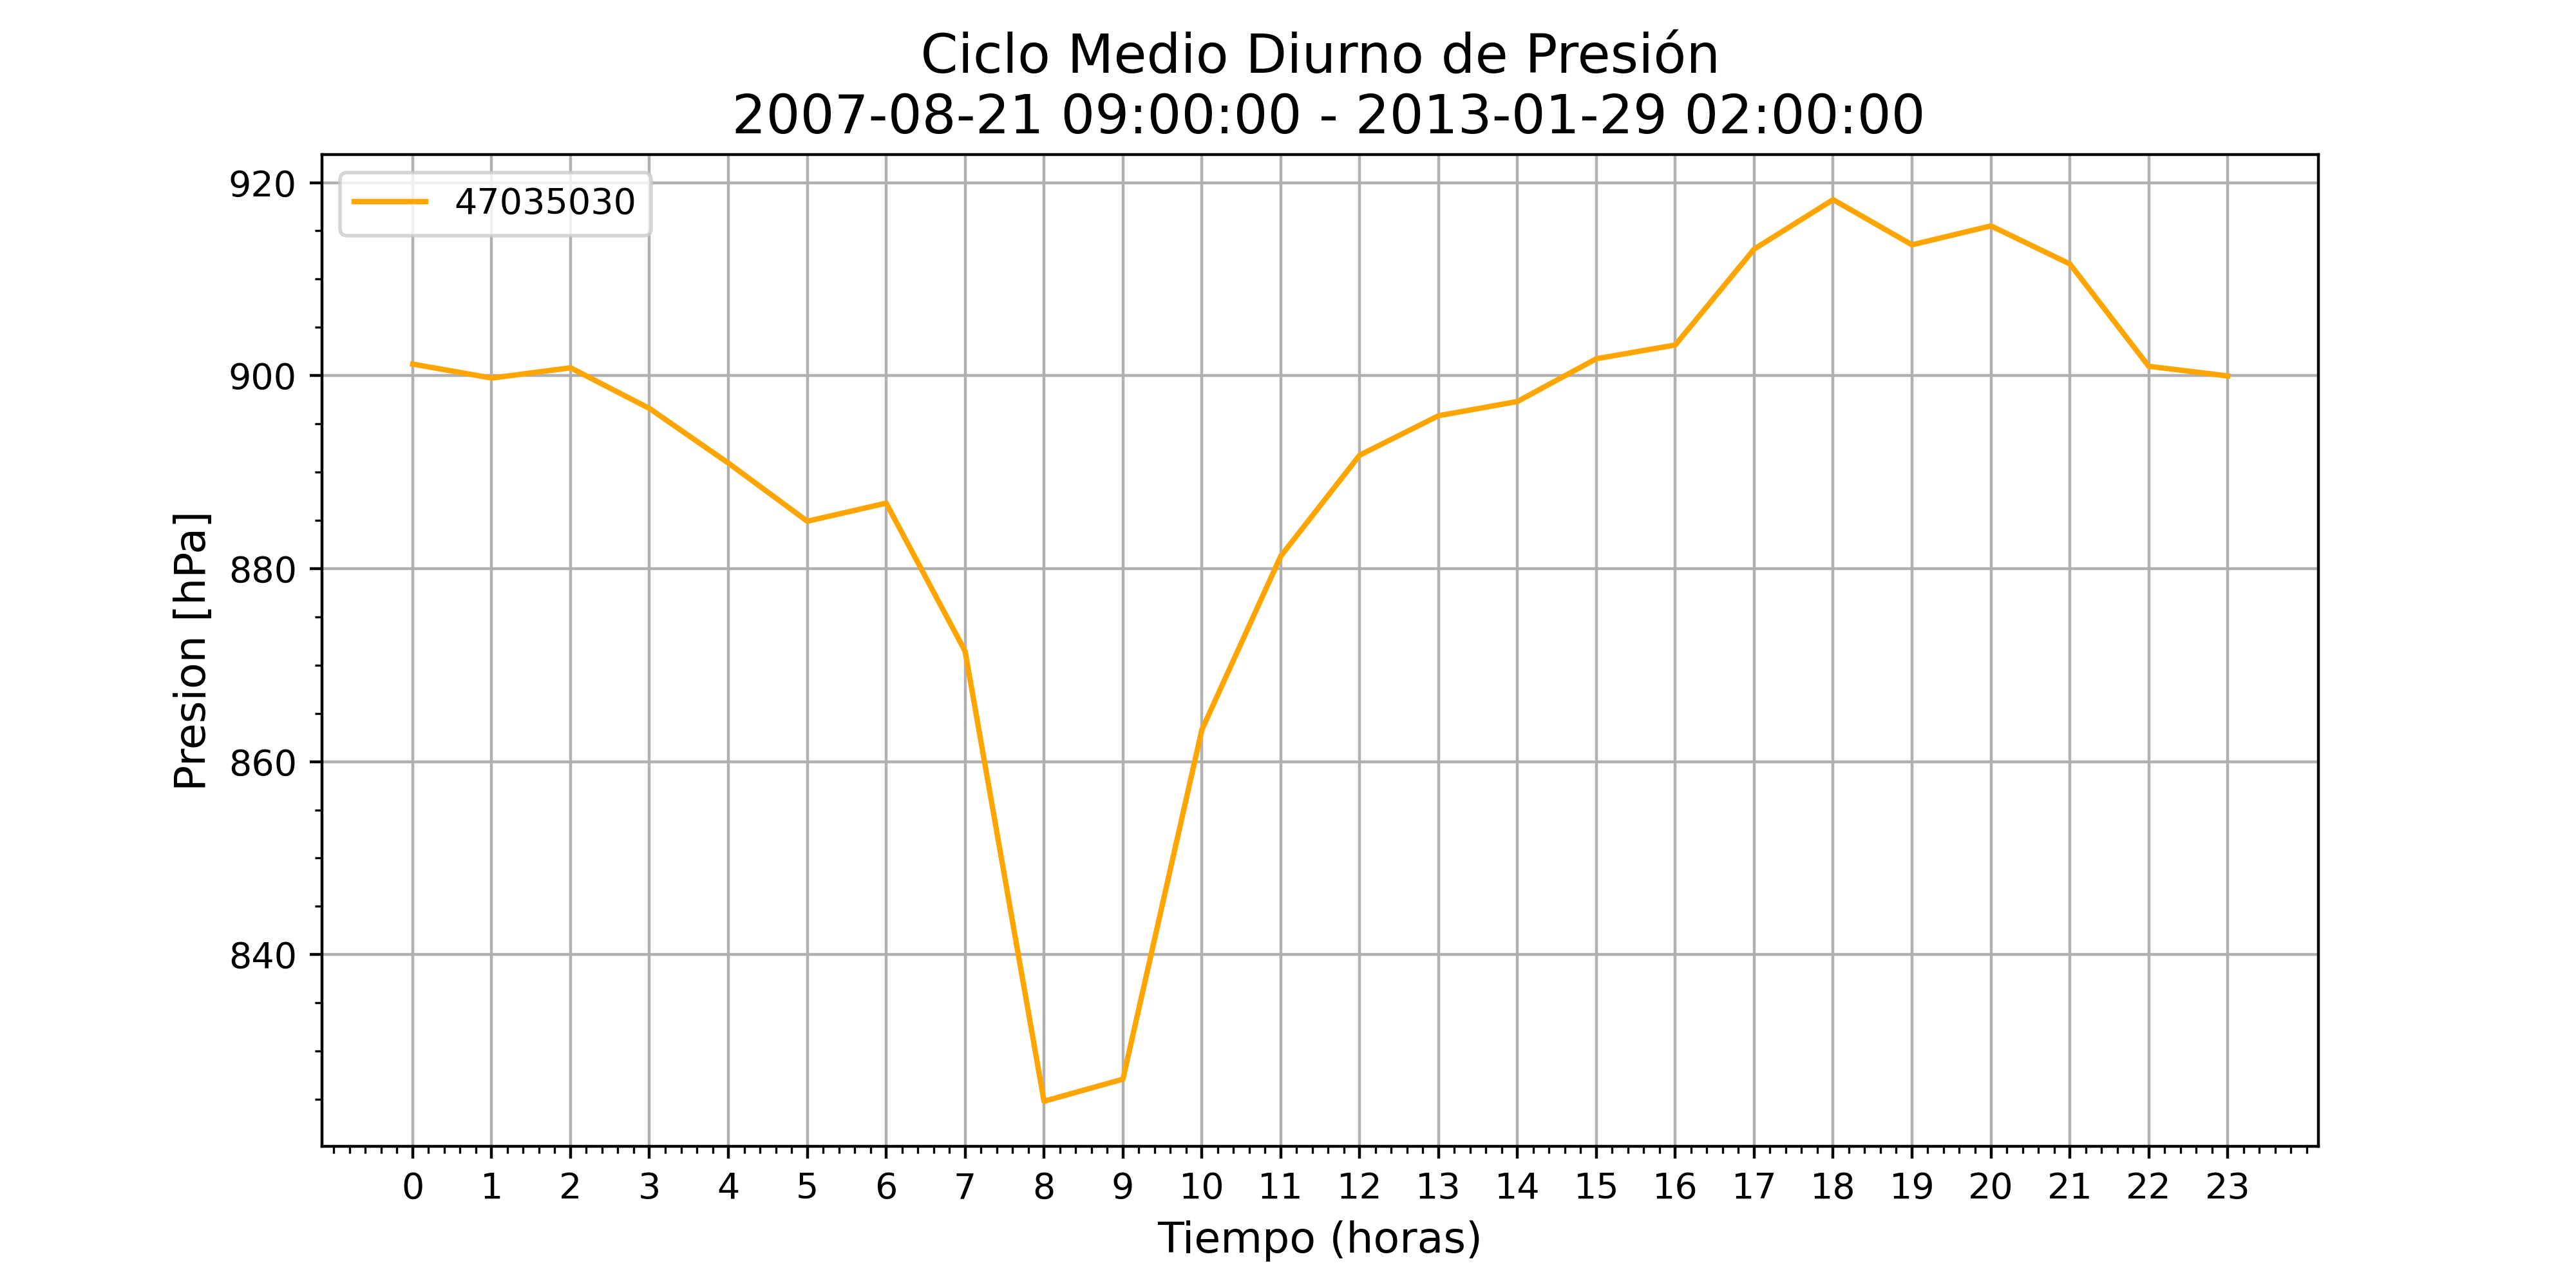 Ciclo Medio Diurno de Presión
2007-08-21 09:00:00 - 2013-01-29 02:00:00
47035030
920
900
880
860
840
Presion [hPa]
0 1 2 3 4 5 6 7 8 9 10 11 12 13 14 15 16 17 18 19 20 21 22 23
Tiempo (horas)